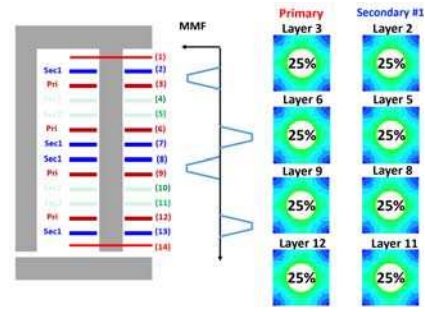 MMF
(1)
Sec1 (2)
Pri (3)
(4)
(5)
Pri (6)
Sec1 (7)
Sec1 (8)
Pri (9)
(10)
(11)
Pri (12)
Sec1 (13)
(14)
Primary Secondary #1
Layer 3 Layer 2
25% 25%
Layer 6 Layer 5
25% 25%
Layer 9 Layer 8
25% 25%
Layer 12 Layer 11
25% 25%